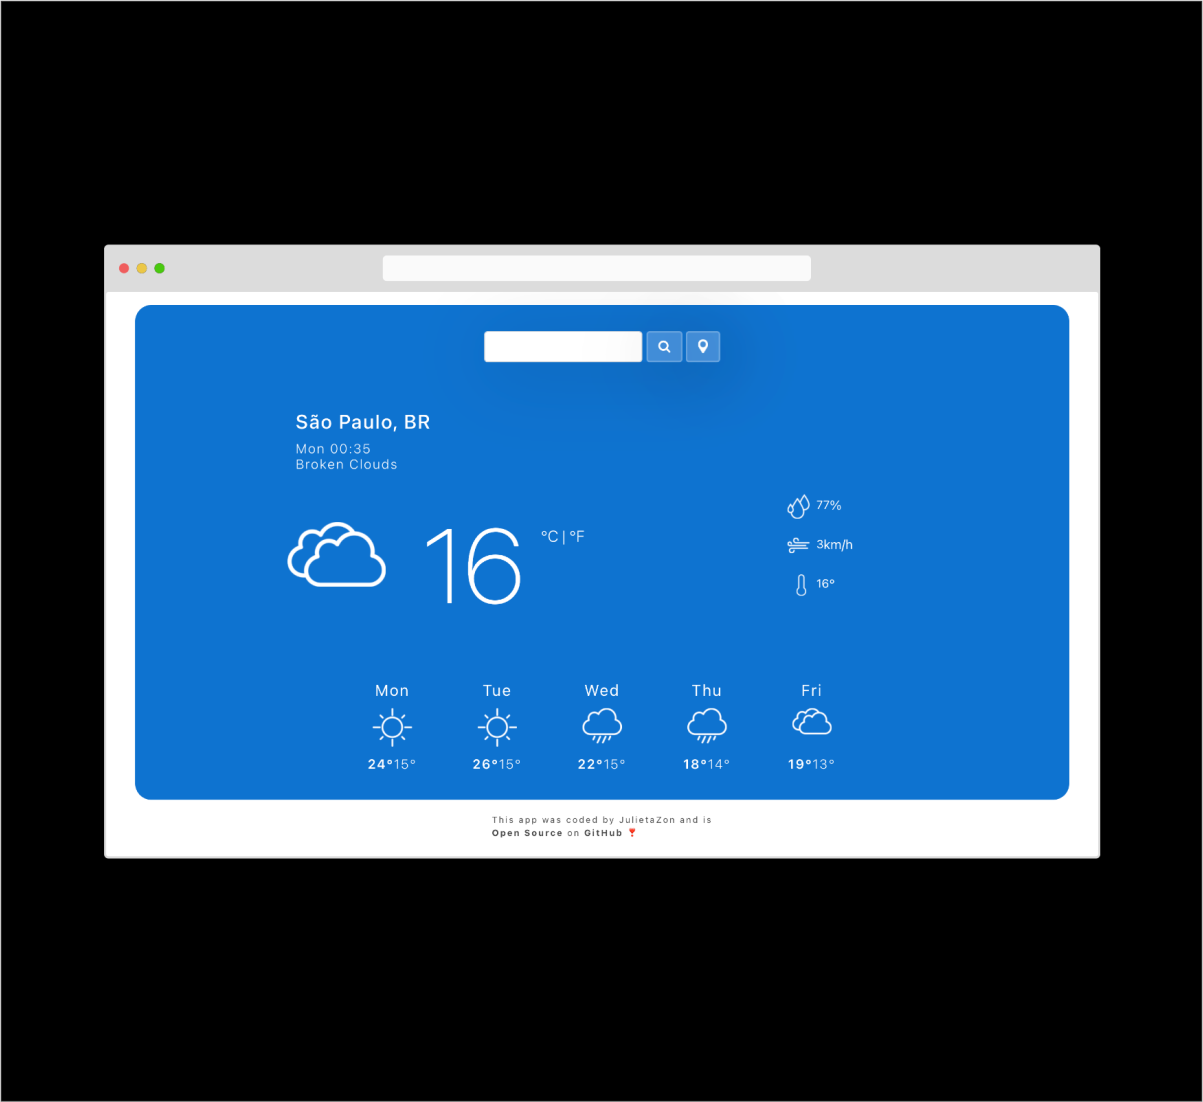 São Paulo, BR
Mon 00:35
Broken Clouds
16
°C | °F
77%
3km/h
16°
Mon Tue Wed Thu Fri
24°15° 26°15° 22°15° 18°14° 19°13°
This app was coded by JulietaZon and is
Open Source on GitHub